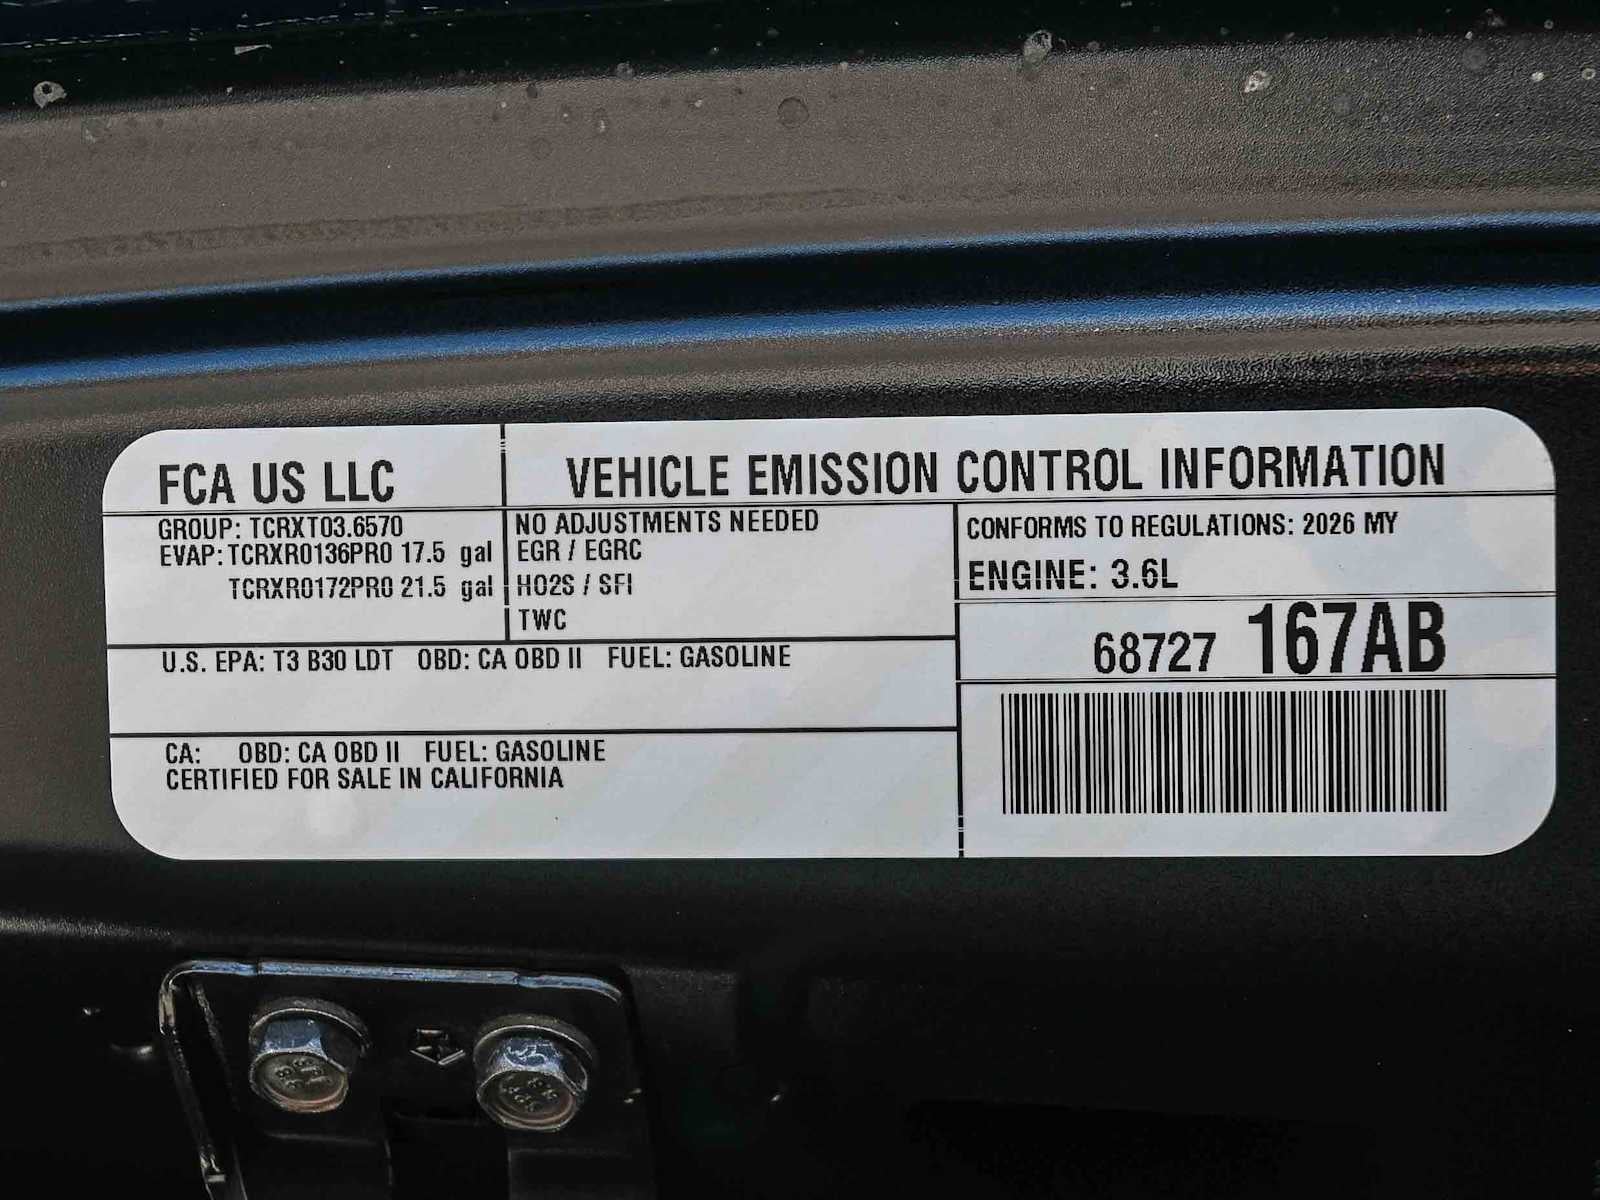 FCA US LLC
VEHICLE EMISSION CONTROL INFORMATION
GROUP: TCRXT03.6570
EVAP: TCRXR0136PR0 17.5 gal
TCRXR0172PR0 21.5 gal
NO ADJUSTMENTS NEEDED
EGR / EGRC
HO2S / SFI
TWC
CONFORMS TO REGULATIONS: 2026 MY
ENGINE: 3.6L
68727 167AB
U.S. EPA: T3 B30 LDT OBD: CA OBD II FUEL: GASOLINE
CA: OBD: CA OBD II FUEL: GASOLINE
CERTIFIED FOR SALE IN CALIFORNIA